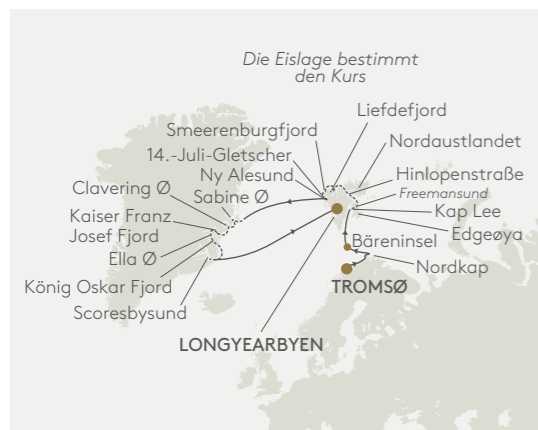 Die Eislage bestimmt
den Kurs
Liefdefjord
Smeerenburgfjord
Nordaustlandet
14.-Juli-Gletscher
Ny Alesund
Hinlopenstraße
Clavering Ø
Sabine Ø
Freemansund
Kaiser Franz
Josef Fjord
Kap Lee
Edgeøya
Ella Ø
Bäreninsel
Nordkap
König Oskar Fjord
TROMSØ
Scoresbysund
LONGYEARBYEN